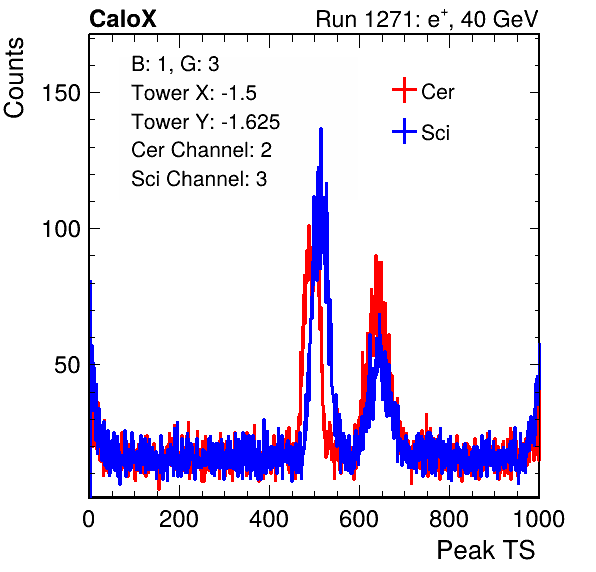 CaloX Run 1271: e⁺, 40 GeV
Counts
B: 1, G: 3
Tower X: -1.5
Tower Y: -1.625
Cer Channel: 2
Sci Channel: 3
Cer
Sci
150
100
50
0 200 400 600 800 1000
Peak TS